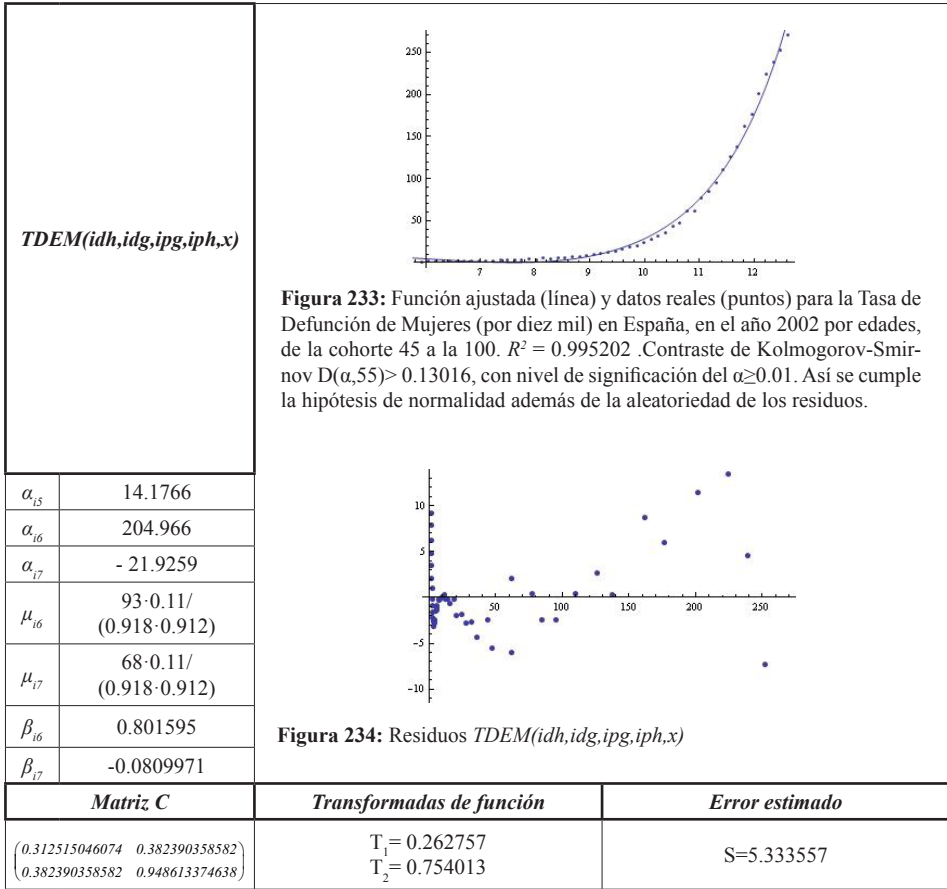 TDEM(idh,idg,ipg,iph,x)
250
200
150
100
50
7 8 9 10 11 12
Figura 233: Función ajustada (línea) y datos reales (puntos) para la Tasa de
Defunción de Mujeres (por diez mil) en España, en el año 2002 por edades,
de la cohorte 45 a la 100. R² = 0.995202 .Contraste de Kolmogorov-Smir-
nov D(α,55)> 0.13016, con nivel de significación del α≥0.01. Así se cumple
la hipótesis de normalidad además de la aleatoriedad de los residuos.
α_i5 14.1766
α_i6 204.966
α_i7 - 21.9259
μ_i6 93·0.11/
(0.918·0.912)
μ_i7 68·0.11/
(0.918·0.912)
β_i6 0.801595
β_i7 -0.0809971
10
5
50 100 150 200 250
-5
-10
Figura 234: Residuos TDEM(idh,idg,ipg,iph,x)
Matriz C Transformadas de función Error estimado
(0.312515046074 0.382390358582
0.382390358582 0.948613374638)
T₁= 0.262757
T₂= 0.754013
S=5.333557